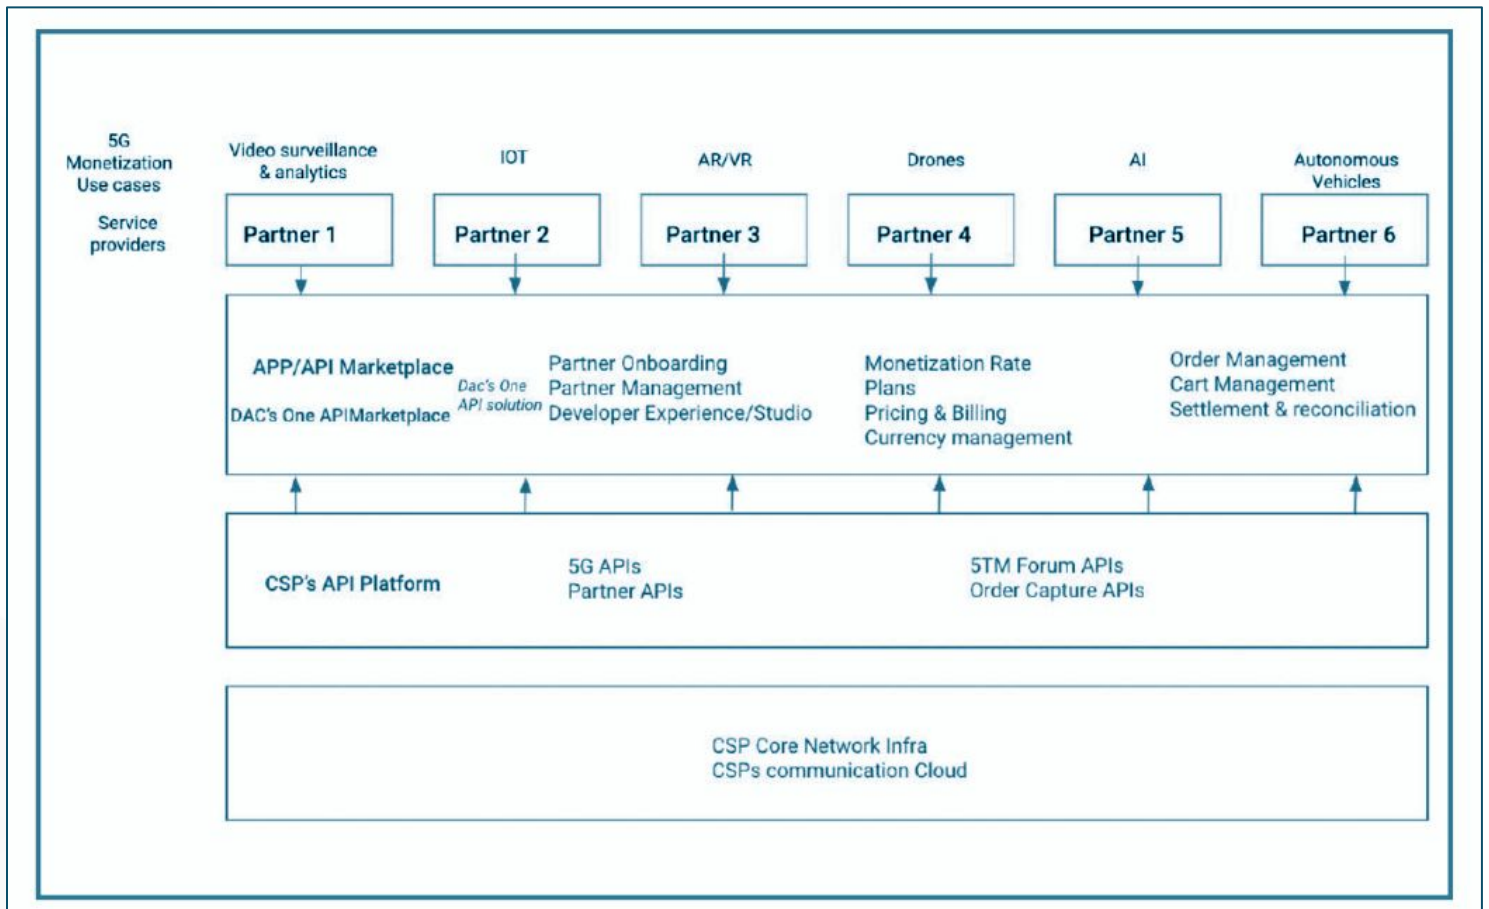 5G
Monetization
Use cases
Video surveillance
& analytics
IOT
AR/VR
Drones
AI
Autonomous
Vehicles
Service
providers
Partner 1
Partner 2
Partner 3
Partner 4
Partner 5
Partner 6
APP/API Marketplace
DAC's One APIMarketplace
Dac's One
API solution
Partner Onboarding
Partner Management
Developer Experience/Studio
Monetization Rate
Plans
Pricing & Billing
Currency management
Order Management
Cart Management
Settlement & reconciliation
CSP's API Platform
5G APIs
Partner APIs
5TM Forum APIs
Order Capture APIs
CSP Core Network Infra
CSPs communication Cloud